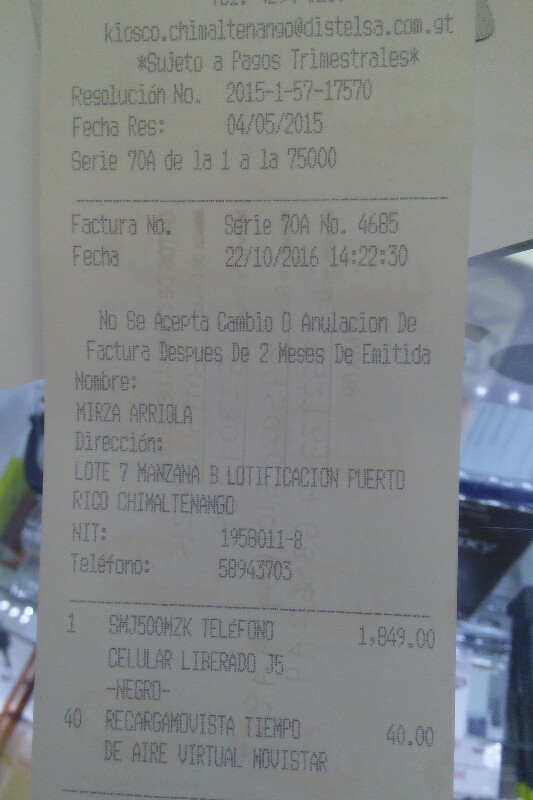 kiosco.chimaltenango@distelsa.com.gt
*Sujeto a Pagos Trimestrales*
Resolución No. 2015-1-57-17570
Fecha Res: 04/05/2015
Serie 70A de la 1 a la 75000
Factura No. Serie 70A No. 4685
Fecha 22/10/2016 14:22:30
No Se Acepta Cambio O Anulacion De
Factura Despues De 2 Meses De Emitida
Nombre:
MIRZA ARRIOLA
Dirección:
LOTE 7 MANZANA B LOTIFICACION PUERTO
RICO CHIMALTENANGO
NIT: 1958011-8
Teléfono: 58943703
1 SMJ500MZK TELéFONO 1,849.00
CELULAR LIBERADO J5
-NEGRO-
40 RECARGAMOVISTA TIEMPO 40.00
DE AIRE VIRTUAL MOVISTAR